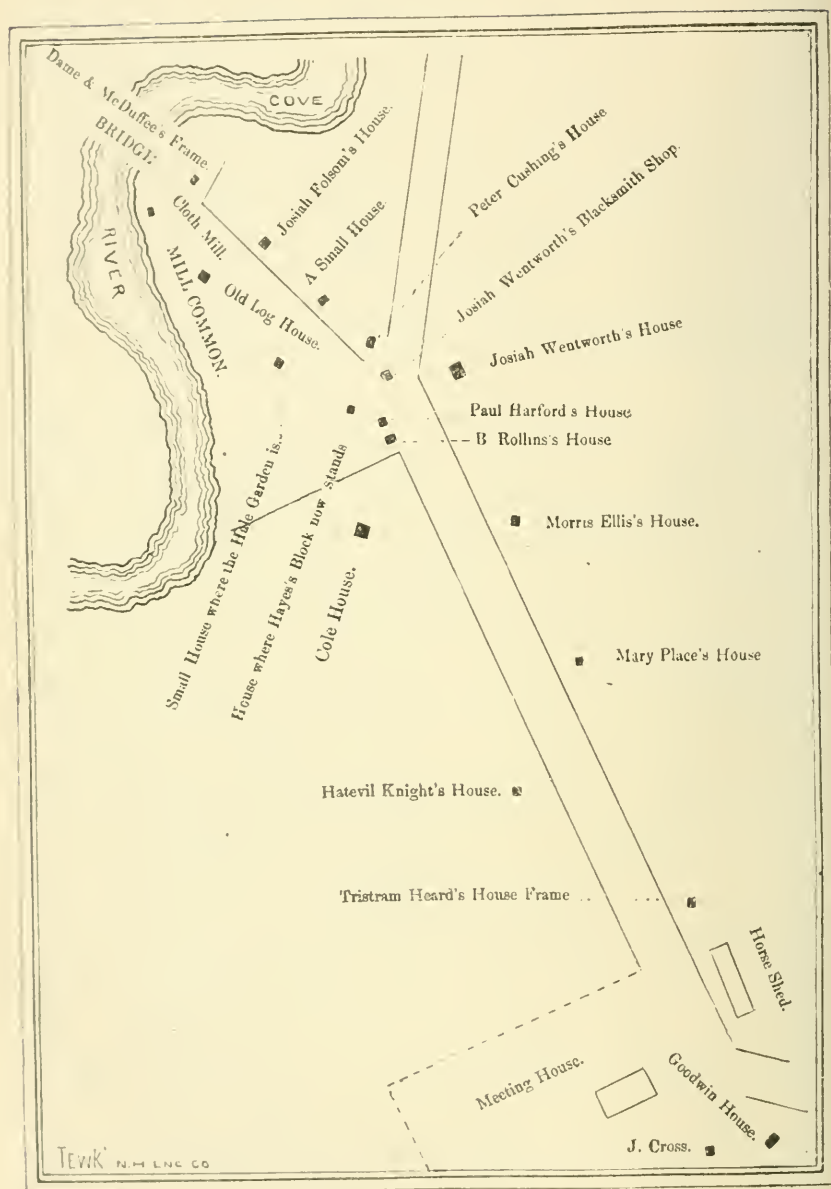 Dame & McDuffee's Frame.
BRIDGE
COVE
RIVER
Cloth Mill.
MILL COMMON.
Old Log House.
Josiah Folsom's House.
A Small House.
Peter Cushing's House
Josiah Wentworth's Blacksmith Shop.
Josiah Wentworth's House
Paul Harford s House
B Rollins's House
Small House where the Garden is...
House where Hayes's Block now stands
Cole House.
Morris Ellis's House.
Mary Place's House
Hatevil Knight's House.
Tristram Heard's House Frame
Horse Shed.
Meeting House.
Goodwin House.
J. Cross.
TEWK' N.H ENG CO